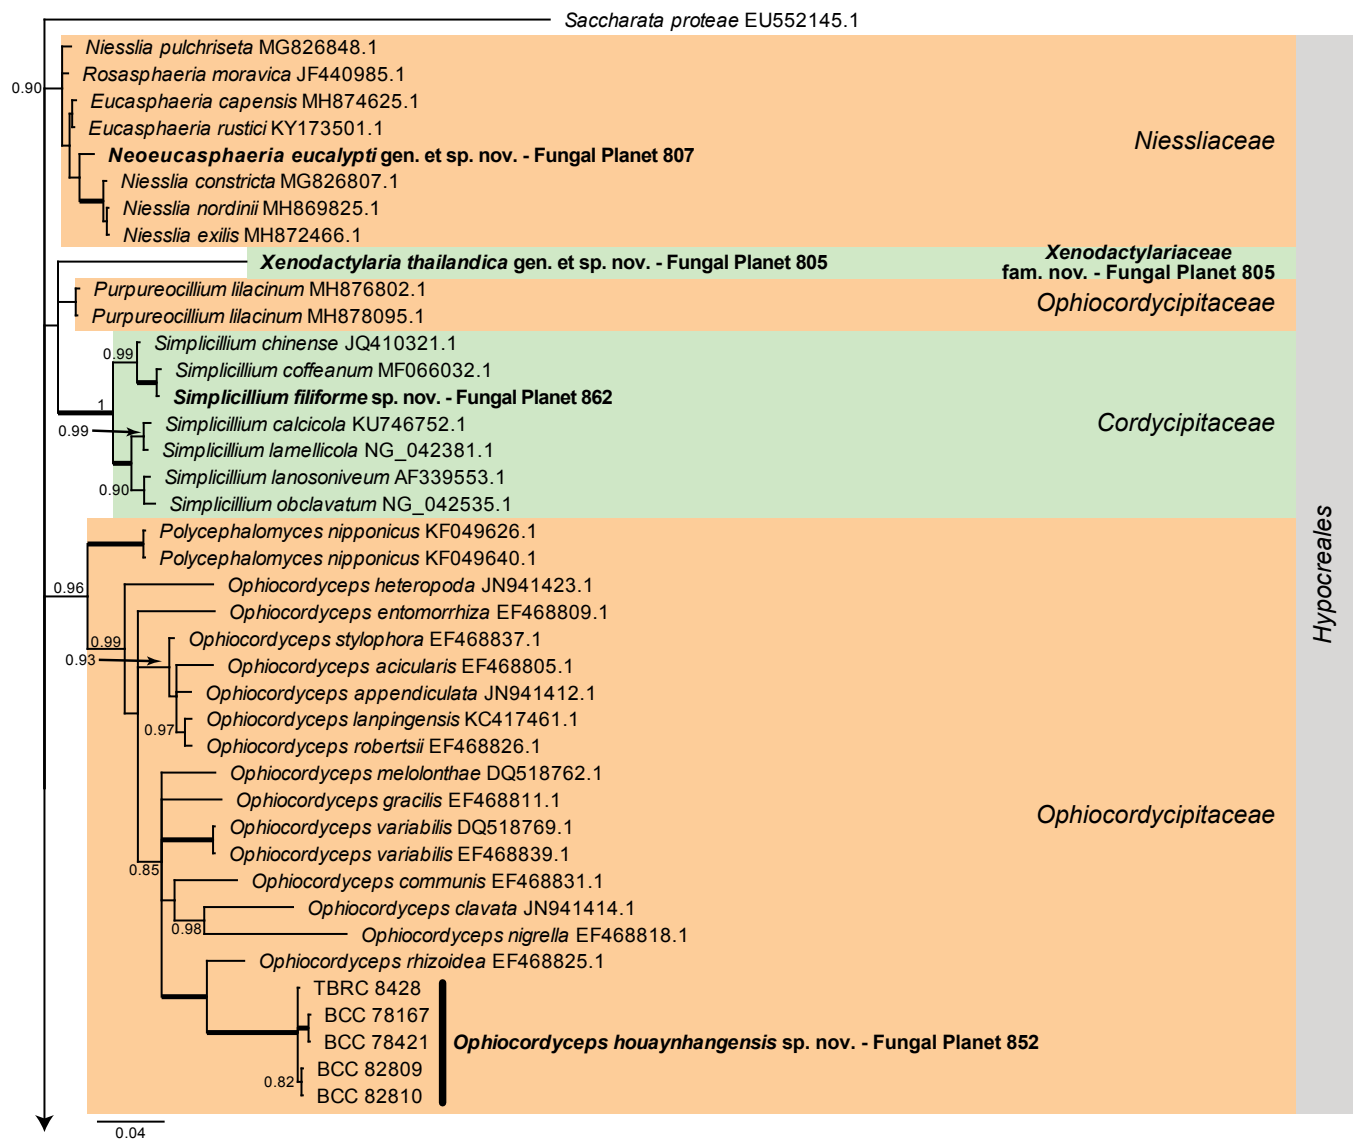 Saccharata proteae EU552145.1
Niesslia pulchriseta MG826848.1
Rosasphaeria moravica JF440985.1
0.90
Eucasphaeria capensis MH874625.1
Eucasphaeria rustici KY173501.1
Niessliaceae
Neoeucasphaeria eucalypti gen. et sp. nov. - Fungal Planet 807
Niesslia constricta MG826807.1
Niesslia nordinii MH869825.1
Niesslia exilis MH872466.1
Xenodactylaria thailandica gen. et sp. nov. - Fungal Planet 805
Xenodactylariaceae
fam. nov. - Fungal Planet 805
Purpureocillium lilacinum MH876802.1
Purpureocillium lilacinum MH878095.1
Ophiocordycipitaceae
Simplicillium chinense JQ410321.1
0.99
Simplicillium coffeanum MF066032.1
Simplicillium filiforme sp. nov. - Fungal Planet 862
1
Simplicillium calcicola KU746752.1
0.99
Cordycipitaceae
Simplicillium lamellicola NG_042381.1
Simplicillium lanosoniveum AF339553.1
0.90
Simplicillium obclavatum NG_042535.1
Polycephalomyces nipponicus KF049626.1
Polycephalomyces nipponicus KF049640.1
Hypocreales
0.96
Ophiocordyceps heteropoda JN941423.1
Ophiocordyceps entomorrhiza EF468809.1
0.99
Ophiocordyceps stylophora EF468837.1
0.93
Ophiocordyceps acicularis EF468805.1
Ophiocordyceps appendiculata JN941412.1
Ophiocordyceps lanpingensis KC417461.1
0.97
Ophiocordyceps robertsii EF468826.1
Ophiocordyceps melolonthae DQ518762.1
Ophiocordyceps gracilis EF468811.1
Ophiocordycipitaceae
Ophiocordyceps variabilis DQ518769.1
Ophiocordyceps variabilis EF468839.1
0.85
Ophiocordyceps communis EF468831.1
Ophiocordyceps clavata JN941414.1
0.98
Ophiocordyceps nigrella EF468818.1
Ophiocordyceps rhizoidea EF468825.1
TBRC 8428
BCC 78167
BCC 78421
Ophiocordyceps houaynhangensis sp. nov. - Fungal Planet 852
BCC 82809
0.82
BCC 82810
0.04